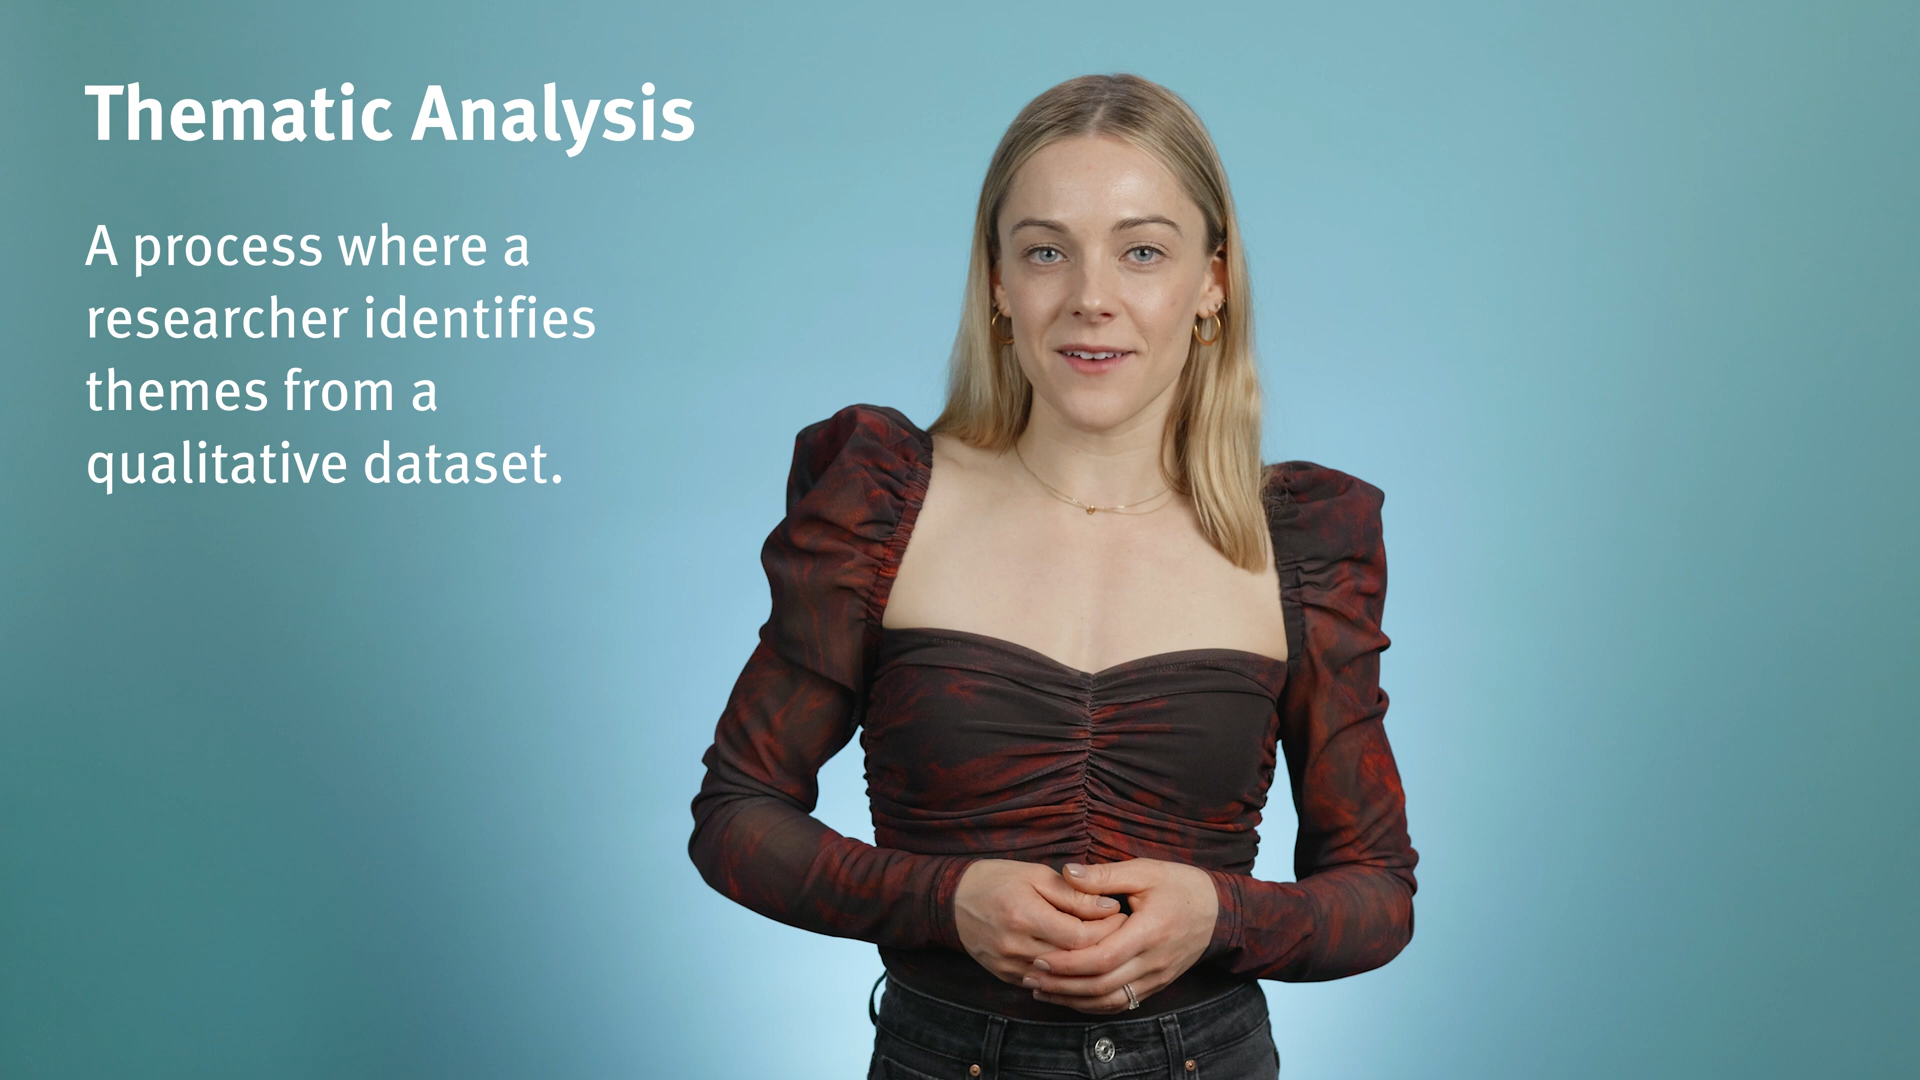 Thematic Analysis
A process where a
researcher identifies
themes from a
qualitative dataset.